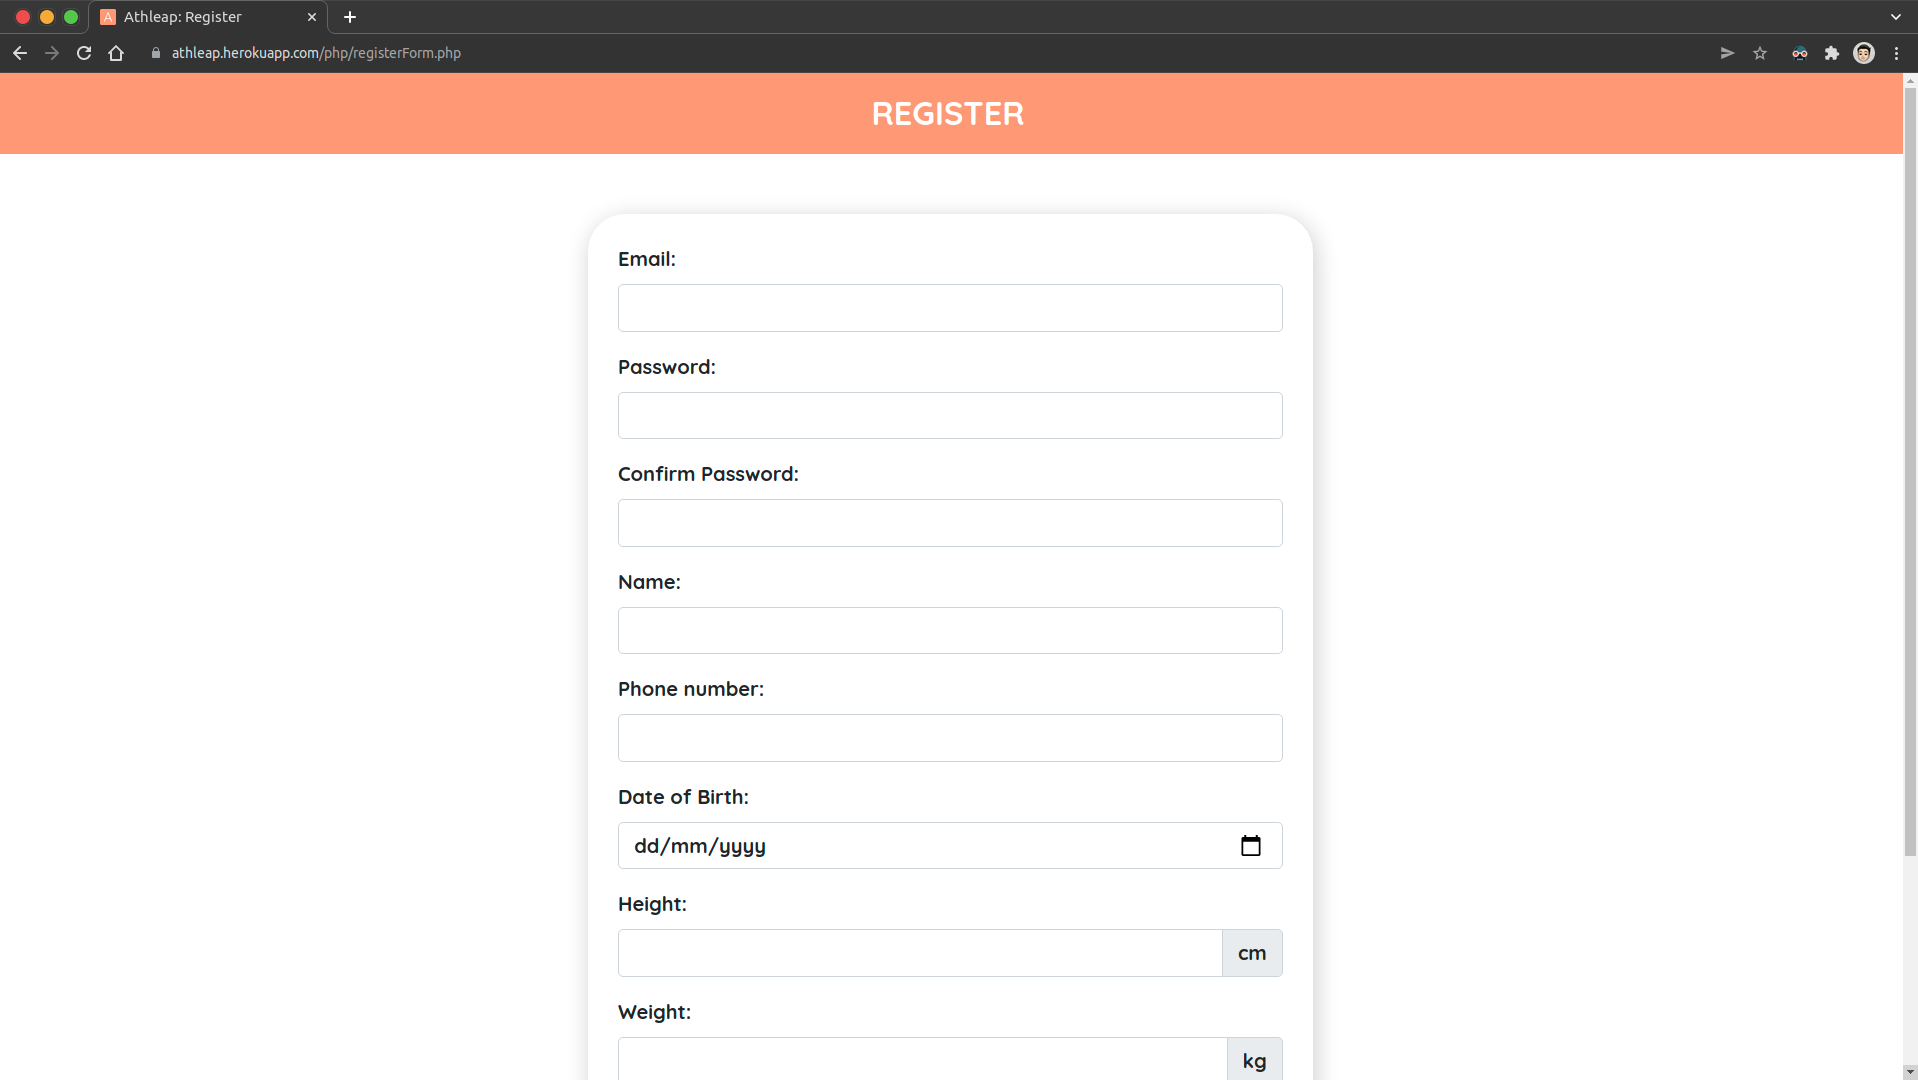 Athleap: Register
athleap.herokuapp.com/php/registerForm.php
REGISTER
Email:
Password:
Confirm Password:
Name:
Phone number:
Date of Birth:
dd/mm/yyyy
Height:
cm
Weight:
kg